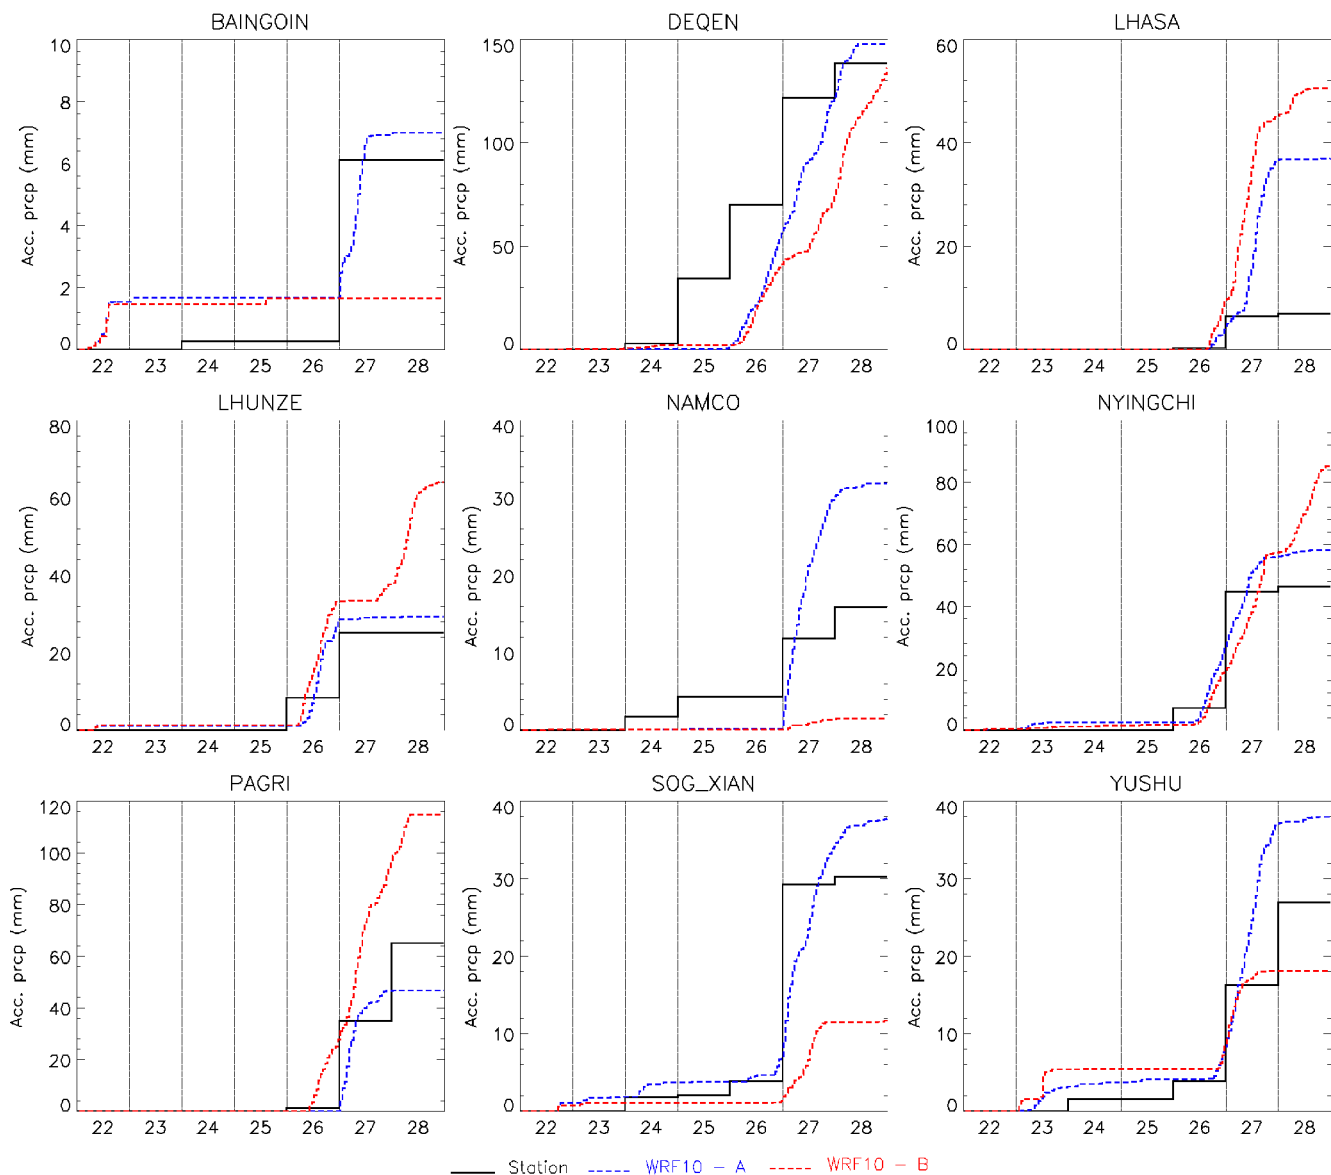 BAINGOIN
DEQEN
LHASA
Acc. prcp (mm)
10
8
6
4
2
0
22 23 24 25 26 27 28
Acc. prcp (mm)
150
100
50
0
22 23 24 25 26 27 28
Acc. prcp (mm)
60
40
20
0
22 23 24 25 26 27 28
LHUNZE
NAMCO
NYINGCHI
Acc. prcp (mm)
80
60
40
20
0
22 23 24 25 26 27 28
Acc. prcp (mm)
40
30
20
10
0
22 23 24 25 26 27 28
Acc. prcp (mm)
100
80
60
40
20
0
22 23 24 25 26 27 28
PAGRI
SOG_XIAN
YUSHU
Acc. prcp (mm)
120
100
80
60
40
20
0
22 23 24 25 26 27 28
Acc. prcp (mm)
40
30
20
10
0
22 23 24 25 26 27 28
Acc. prcp (mm)
40
30
20
10
0
22 23 24 25 26 27 28
Station WRF10 - A WRF10 - B